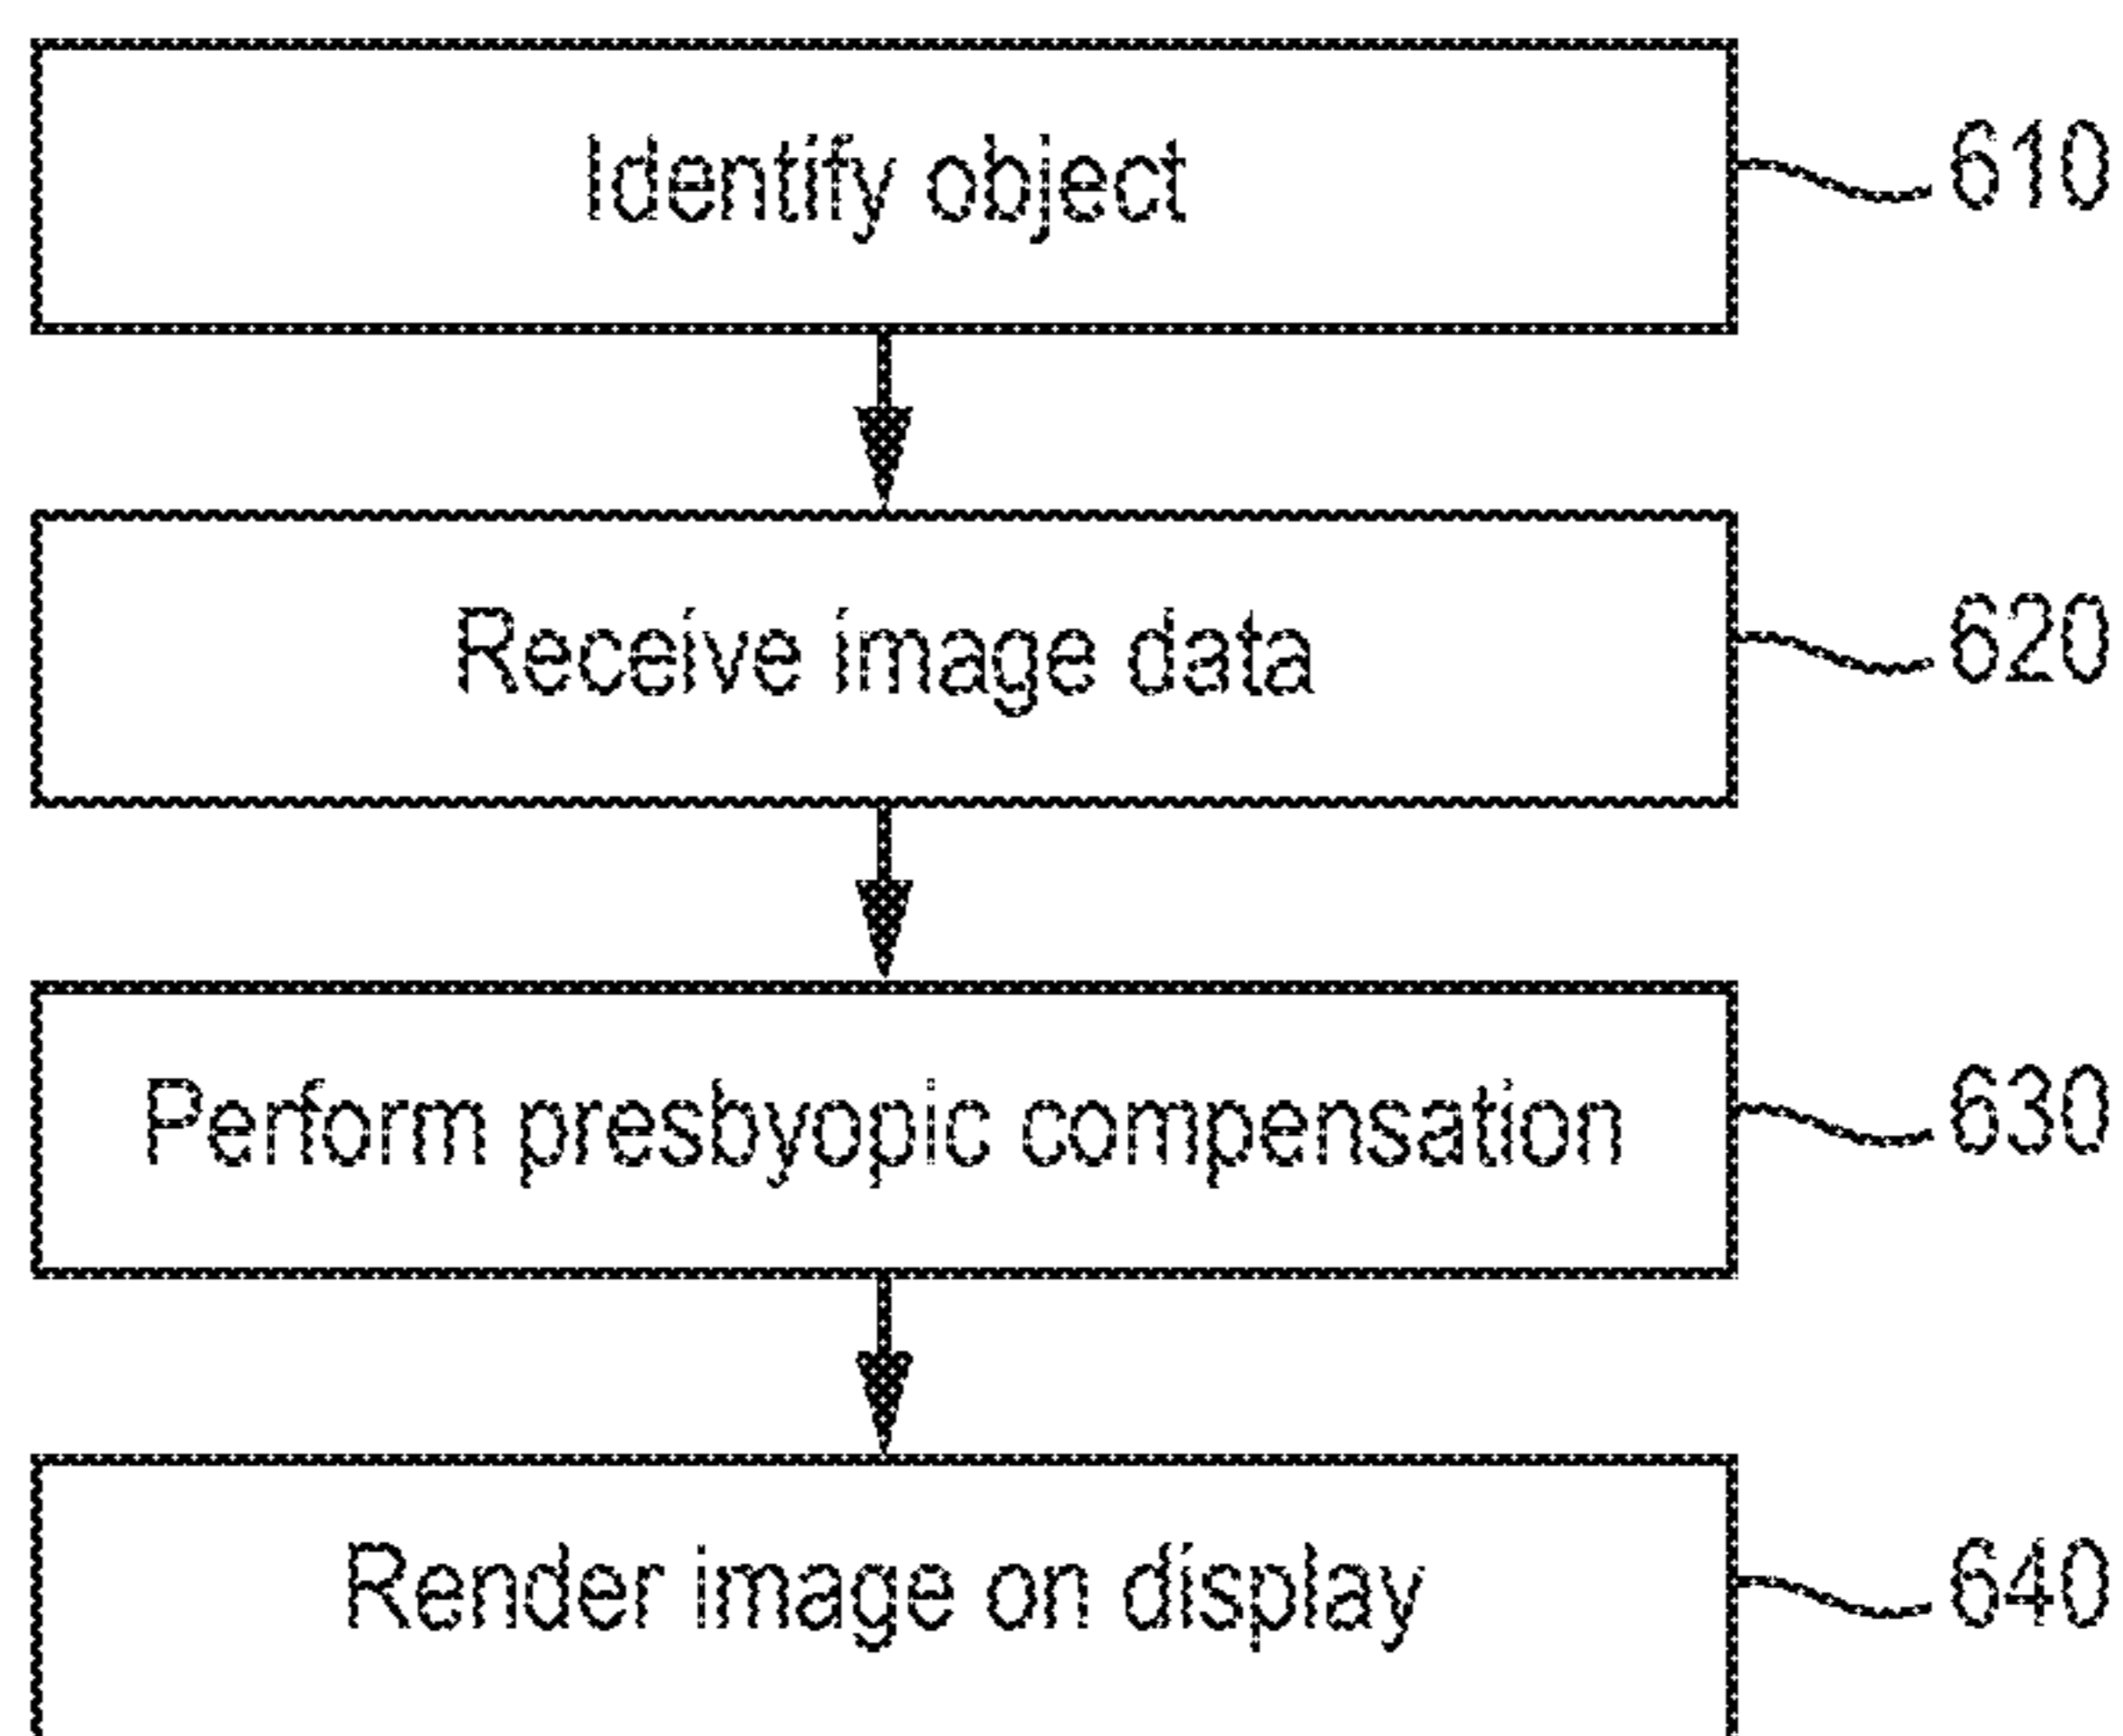 Identify object
610
Receive image data
620
Perform presbyopic compensation
630
Render image on display
640